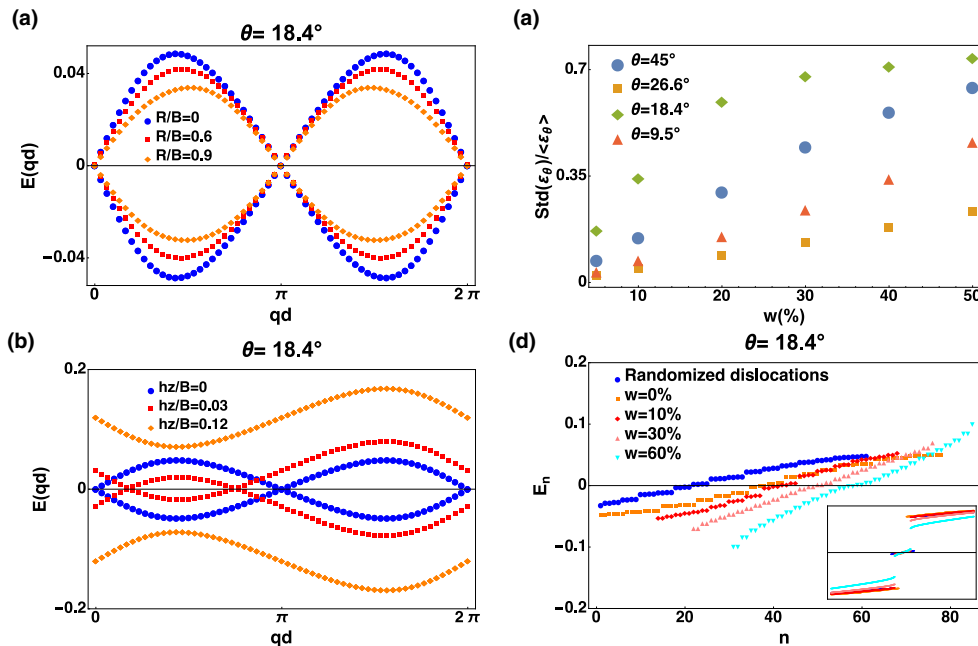 (a)
θ= 18.4°
0.04
0
−0.04
E(qd)
R/B=0
R/B=0.6
R/B=0.9
0
π
2 π
qd
(a)
0.7
0.35
0
Std(ε_θ)/<ε_θ>
θ=45°
θ=26.6°
θ=18.4°
θ=9.5°
10
20
30
40
50
w(%)
(b)
θ= 18.4°
0.2
0
−0.2
E(qd)
hz/B=0
hz/B=0.03
hz/B=0.12
0
π
2 π
qd
(d)
θ= 18.4°
0.2
0.1
0
−0.1
−0.2
E_n
Randomized dislocations
w=0%
w=10%
w=30%
w=60%
0
20
40
60
80
n